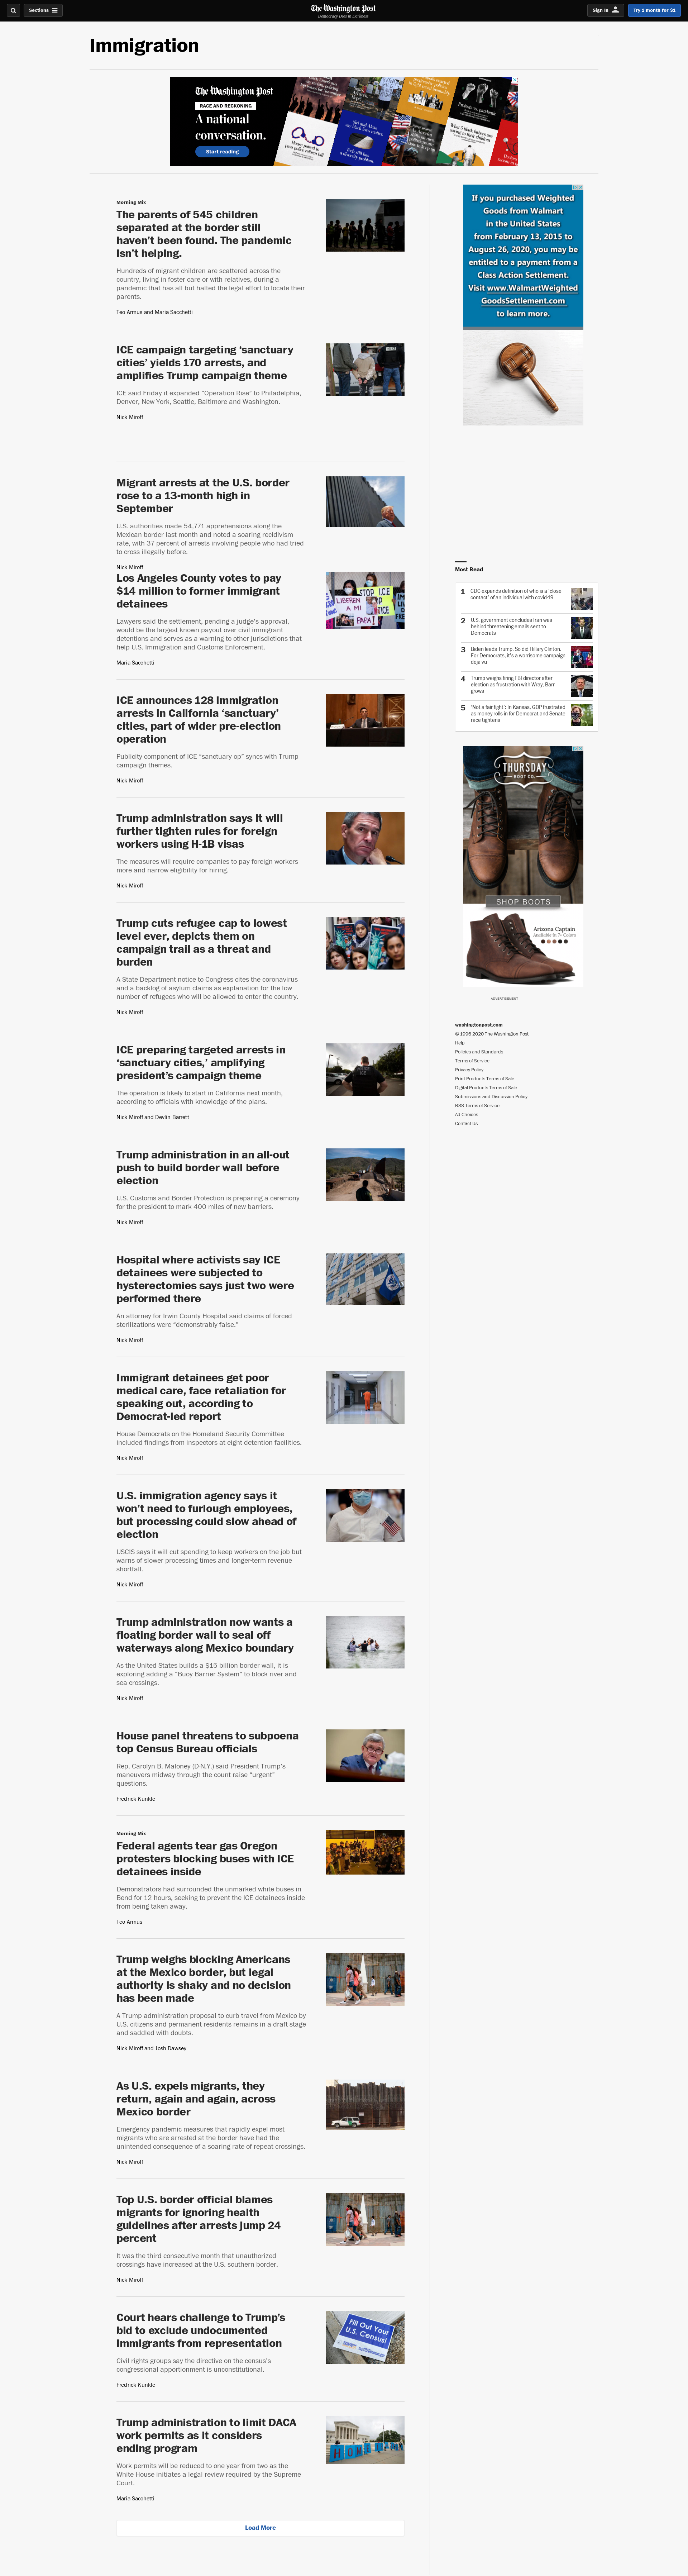 Sections
The Washington Post
Democracy Dies in Darkness
Sign In
Try 1 month for $1
Immigration
The Washington Post
RACE AND RECKONING
A national
conversation.
Start reading
Morning Mix
The parents of 545 children
separated at the border still
haven’t been found. The pandemic
isn’t helping.
Hundreds of migrant children are scattered across the
country, living in foster care or with relatives, during a
pandemic that has all but halted the legal effort to locate their
parents.
Teo Armus and Maria Sacchetti
ICE campaign targeting ‘sanctuary
cities’ yields 170 arrests, and
amplifies Trump campaign theme
ICE said Friday it expanded “Operation Rise” to Philadelphia,
Denver, New York, Seattle, Baltimore and Washington.
Nick Miroff
Migrant arrests at the U.S. border
rose to a 13-month high in
September
U.S. authorities made 54,771 apprehensions along the
Mexican border last month and noted a soaring recidivism
rate, with 37 percent of arrests involving people who had tried
to cross illegally before.
Nick Miroff
Los Angeles County votes to pay
$14 million to former immigrant
detainees
Lawyers said the settlement, pending a judge’s approval,
would be the largest known payout over civil immigrant
detentions and serves as a warning to other jurisdictions that
help U.S. Immigration and Customs Enforcement.
Maria Sacchetti
ICE announces 128 immigration
arrests in California ‘sanctuary’
cities, part of wider pre-election
operation
Publicity component of ICE “sanctuary op” syncs with Trump
campaign themes.
Nick Miroff
Trump administration says it will
further tighten rules for foreign
workers using H-1B visas
The measures will require companies to pay foreign workers
more and narrow eligibility for hiring.
Nick Miroff
Trump cuts refugee cap to lowest
level ever, depicts them on
campaign trail as a threat and
burden
A State Department notice to Congress cites the coronavirus
and a backlog of asylum claims as explanation for the low
number of refugees who will be allowed to enter the country.
Nick Miroff
ICE preparing targeted arrests in
‘sanctuary cities,’ amplifying
president’s campaign theme
The operation is likely to start in California next month,
according to officials with knowledge of the plans.
Nick Miroff and Devlin Barrett
Trump administration in an all-out
push to build border wall before
election
U.S. Customs and Border Protection is preparing a ceremony
for the president to mark 400 miles of new barriers.
Nick Miroff
Hospital where activists say ICE
detainees were subjected to
hysterectomies says just two were
performed there
An attorney for Irwin County Hospital said claims of forced
sterilizations were “demonstrably false.”
Nick Miroff
Immigrant detainees get poor
medical care, face retaliation for
speaking out, according to
Democrat-led report
House Democrats on the Homeland Security Committee
included findings from inspectors at eight detention facilities.
Nick Miroff
U.S. immigration agency says it
won’t need to furlough employees,
but processing could slow ahead of
election
USCIS says it will cut spending to keep workers on the job but
warns of slower processing times and longer-term revenue
shortfall.
Nick Miroff
Trump administration now wants a
floating border wall to seal off
waterways along Mexico boundary
As the United States builds a $15 billion border wall, it is
exploring adding a “Buoy Barrier System” to block river and
sea crossings.
Nick Miroff
House panel threatens to subpoena
top Census Bureau officials
Rep. Carolyn B. Maloney (D-N.Y.) said President Trump’s
maneuvers midway through the count raise “urgent”
questions.
Fredrick Kunkle
Morning Mix
Federal agents tear gas Oregon
protesters blocking buses with ICE
detainees inside
Demonstrators had surrounded the unmarked white buses in
Bend for 12 hours, seeking to prevent the ICE detainees inside
from being taken away.
Teo Armus
Trump weighs blocking Americans
at the Mexico border, but legal
authority is shaky and no decision
has been made
A Trump administration proposal to curb travel from Mexico by
U.S. citizens and permanent residents remains in a draft stage
and saddled with doubts.
Nick Miroff and Josh Dawsey
As U.S. expels migrants, they
return, again and again, across
Mexico border
Emergency pandemic measures that rapidly expel most
migrants who are arrested at the border have had the
unintended consequence of a soaring rate of repeat crossings.
Nick Miroff
Top U.S. border official blames
migrants for ignoring health
guidelines after arrests jump 24
percent
It was the third consecutive month that unauthorized
crossings have increased at the U.S. southern border.
Nick Miroff
Court hears challenge to Trump’s
bid to exclude undocumented
immigrants from representation
Civil rights groups say the directive on the census’s
congressional apportionment is unconstitutional.
Fredrick Kunkle
Fill Out Your
U.S. Census!
Trump administration to limit DACA
work permits as it considers
ending program
Work permits will be reduced to one year from two as the
White House initiates a legal review required by the Supreme
Court.
Maria Sacchetti
Load More
If you purchased Weighted
Goods from Walmart
in the United States
from February 13, 2015 to
August 26, 2020, you may be
entitled to a payment from a
Class Action Settlement.
Visit www.WalmartWeighted
GoodsSettlement.com
to learn more.
Most Read
1 CDC expands definition of who is a ‘close
contact’ of an individual with covid-19
2 U.S. government concludes Iran was
behind threatening emails sent to
Democrats
3 Biden leads Trump. So did Hillary Clinton.
For Democrats, it’s a worrisome campaign
deja vu
4 Trump weighs firing FBI director after
election as frustration with Wray, Barr
grows
5 ‘Not a fair fight’: In Kansas, GOP frustrated
as money rolls in for Democrat and Senate
race tightens
THURSDAY
BOOT CO.
SHOP BOOTS
Arizona Captain
Available in 7+ Colors
ADVERTISEMENT
washingtonpost.com
© 1996-2020 The Washington Post
Help
Policies and Standards
Terms of Service
Privacy Policy
Print Products Terms of Sale
Digital Products Terms of Sale
Submissions and Discussion Policy
RSS Terms of Service
Ad Choices
Contact Us